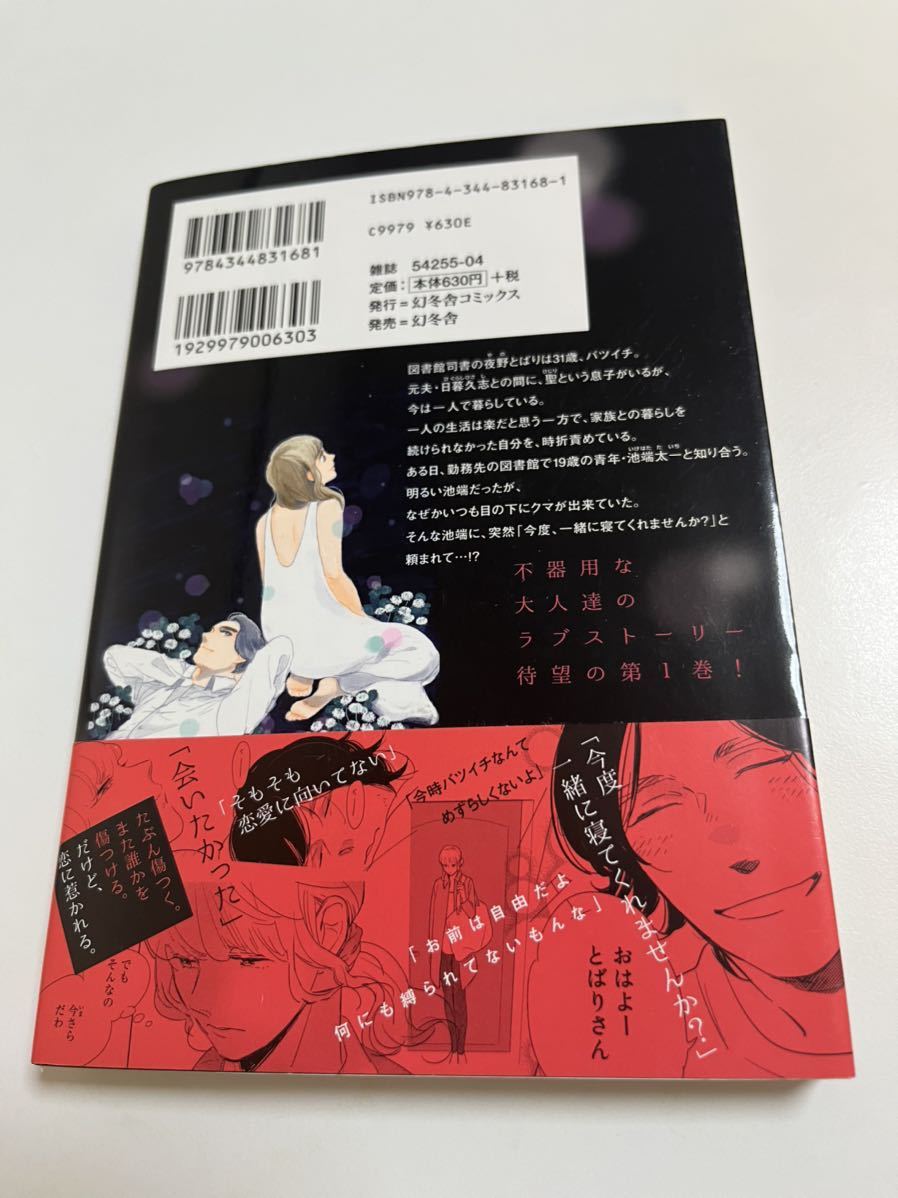 ISBN978-4-344-83168-1
C9979 ¥630E
9784344831681
雑誌 54255-04
定価：本体630円+税
発行＝幻冬舎コミックス
発売＝幻冬舎
1929979006303
図書館司書の夜野とばりは31歳、バツイチ。
元夫・日暮久志との間に、聖という息子がいるが、
今は一人で暮らしている。
一人の生活は楽だと思う一方で、家族との暮らしを
続けられなかった自分を、時折責めている。
ある日、勤務先の図書館で19歳の青年・池端太一と知り合う。
明るい池端だったが、
なぜかいつも目の下にクマが出来ていた。
そんな池端に、突然「今度、一緒に寝てくれませんか?」と
頼まれて…!?
不器用な
大人達の
ラブストーリー
待望の第1巻!
「今度
一緒に寝てくれませんか?」
おはよー
とばりさん
「今時バツイチなんて
めずらしくないよ」
「お前は自由だよ
何にも縛られてないもんな」
「そもそも
恋愛に向いてない」
「会いたかった」
たぶん傷つく。
また誰かを
傷つける。
だけど、
恋に惹かれる。
でも
そんなの
今さら
だわ